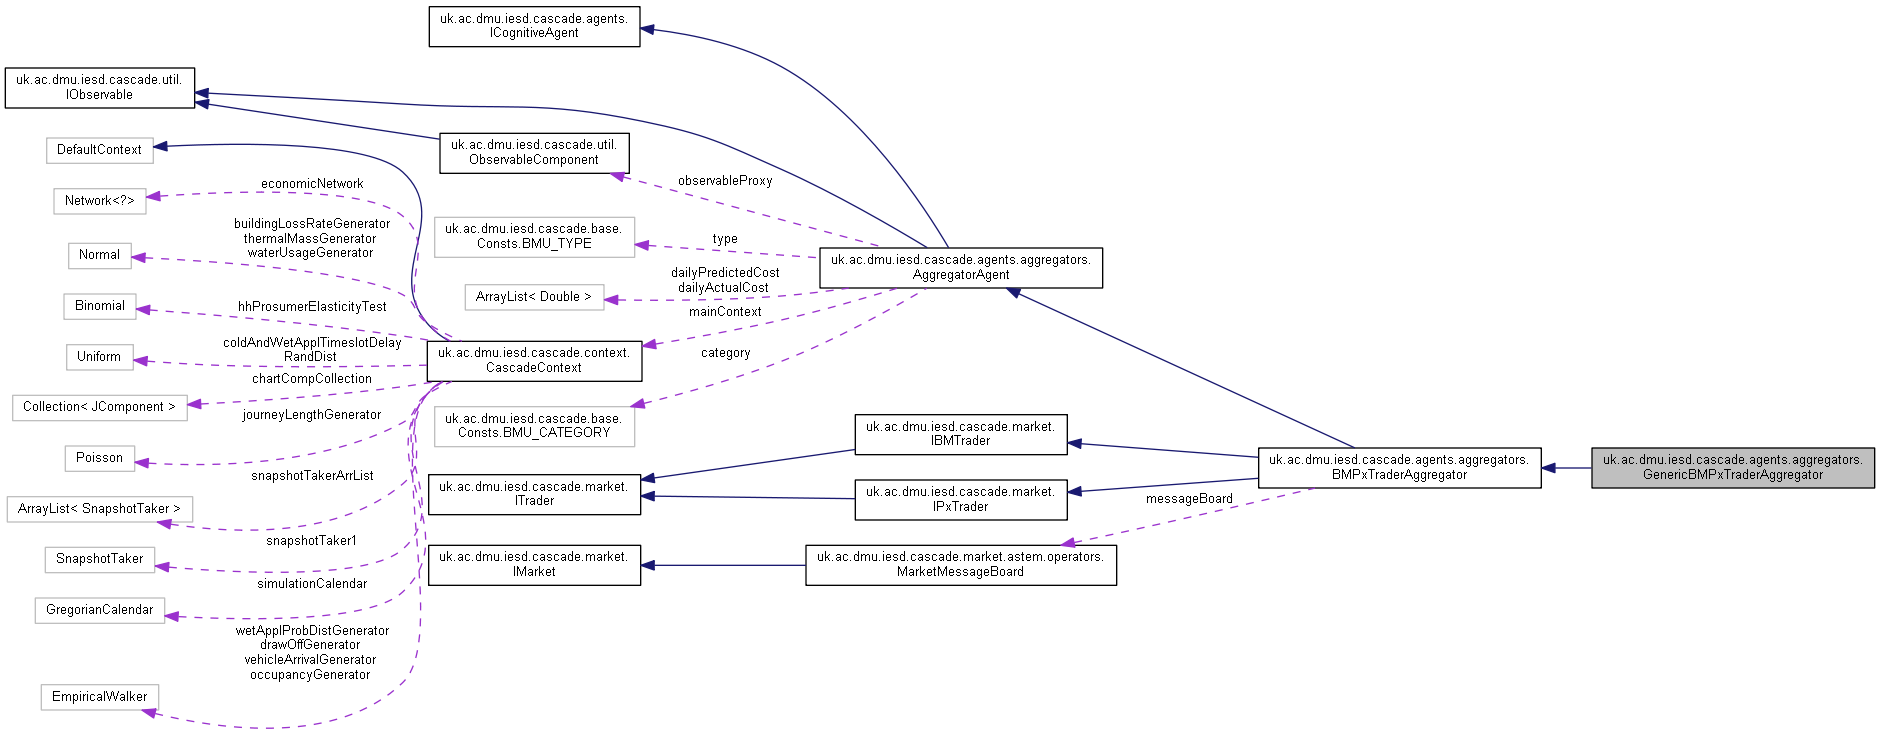 uk.ac.dmu.iesd.cascade.agents.
ICognitiveAgent
uk.ac.dmu.iesd.cascade.util.
IObservable
DefaultContext
uk.ac.dmu.iesd.cascade.util.
ObservableComponent
economicNetwork
observableProxy
Network<?>
buildingLossRateGenerator
thermalMassGenerator
waterUsageGenerator
Normal
uk.ac.dmu.iesd.cascade.base.
Consts.BMU_TYPE
type
uk.ac.dmu.iesd.cascade.agents.aggregators.
AggregatorAgent
dailyPredictedCost
dailyActualCost
ArrayList< Double >
Binomial
hhProsumerElasticityTest
mainContext
Uniform
coldAndWetApplTimeslotDelay
RandDist
uk.ac.dmu.iesd.cascade.context.
CascadeContext
category
chartCompCollection
Collection< JComponent >
journeyLengthGenerator
uk.ac.dmu.iesd.cascade.base.
Consts.BMU_CATEGORY
uk.ac.dmu.iesd.cascade.market.
IBMTrader
Poisson
snapshotTakerArrList
uk.ac.dmu.iesd.cascade.agents.aggregators.
BMPxTraderAggregator
uk.ac.dmu.iesd.cascade.agents.aggregators.
GenericBMPxTraderAggregator
uk.ac.dmu.iesd.cascade.market.
ITrader
uk.ac.dmu.iesd.cascade.market.
IPxTrader
messageBoard
ArrayList< SnapshotTaker >
snapshotTaker1
SnapshotTaker
uk.ac.dmu.iesd.cascade.market.
IMarket
uk.ac.dmu.iesd.cascade.market.astem.operators.
MarketMessageBoard
simulationCalendar
GregorianCalendar
wetApplProbDistGenerator
drawOffGenerator
vehicleArrivalGenerator
occupancyGenerator
EmpiricalWalker